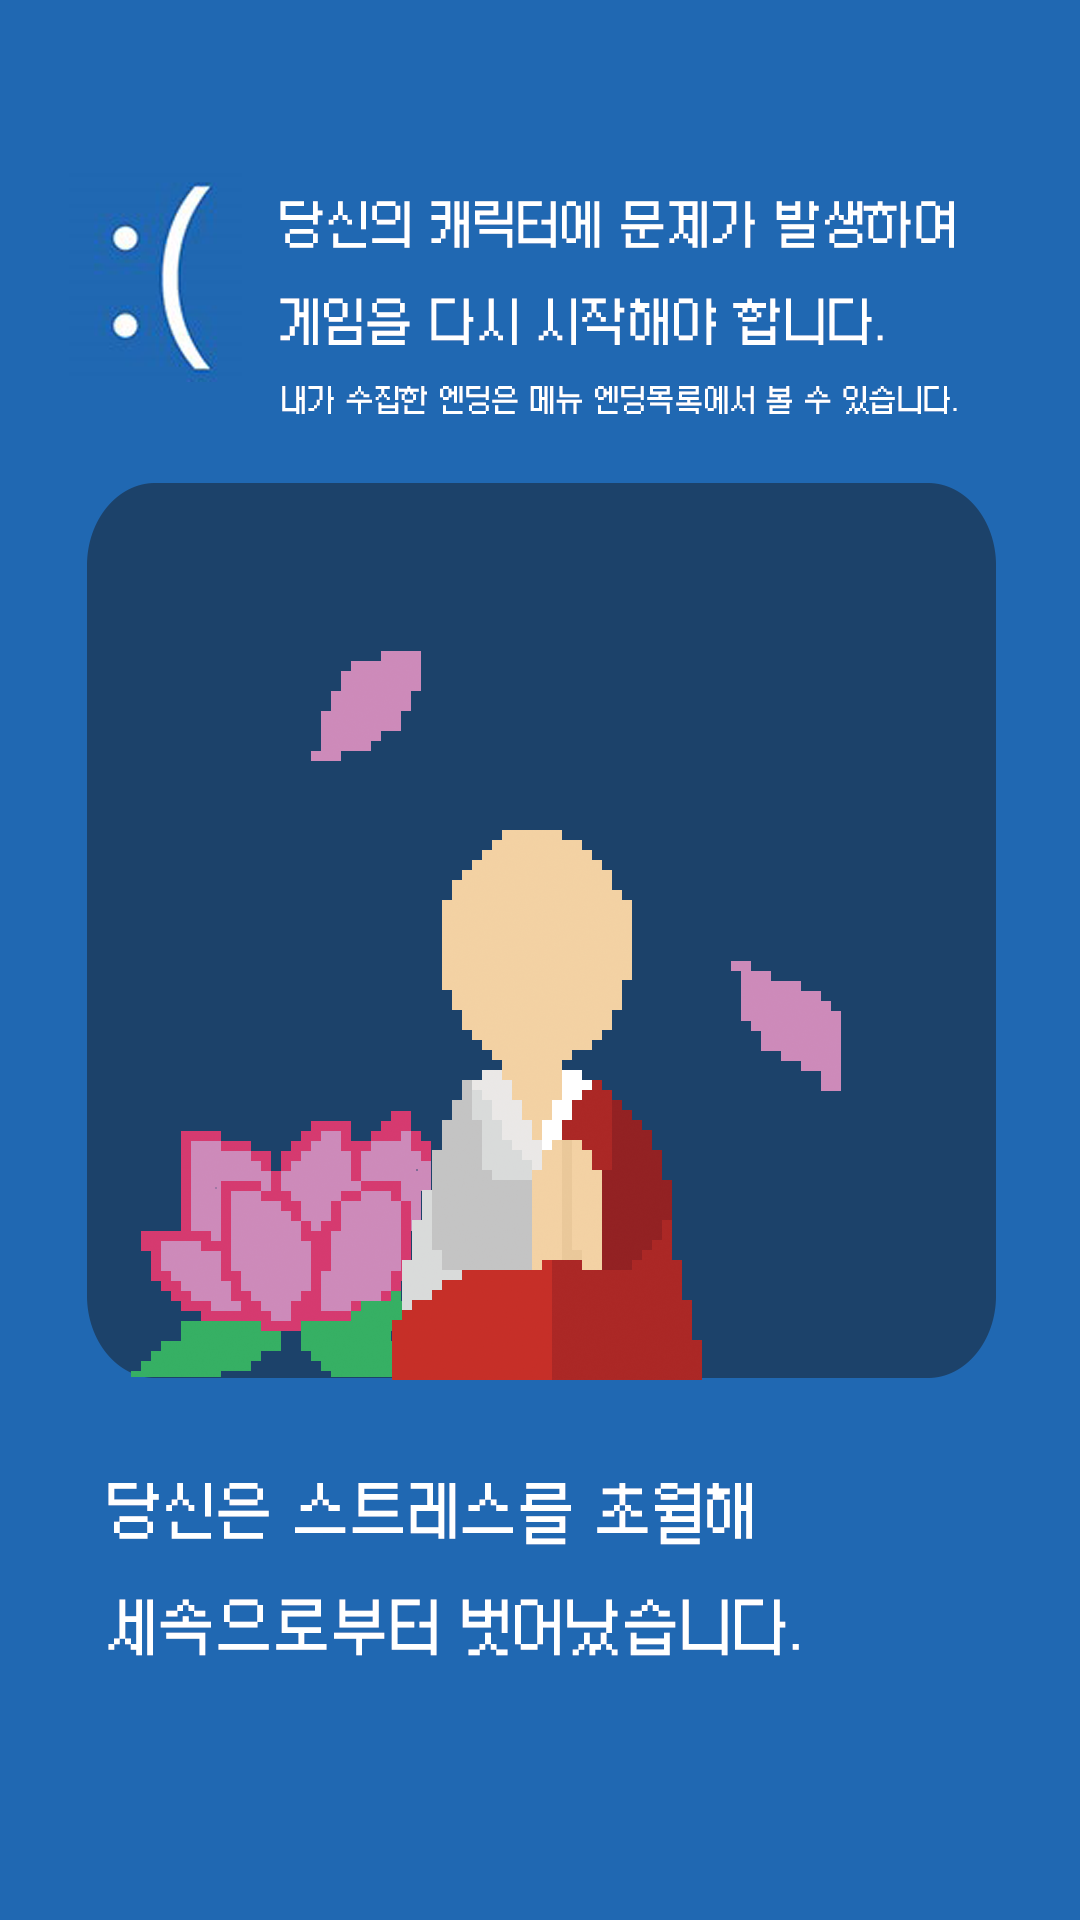 :(
당신의 캐릭터에 문제가 발생하여
게임을 다시 시작해야 합니다.
내가 수집한 엔딩은 메뉴 엔딩목록에서 볼 수 있습니다.
당신은 스트레스를 초월해
세속으로부터 벗어났습니다.